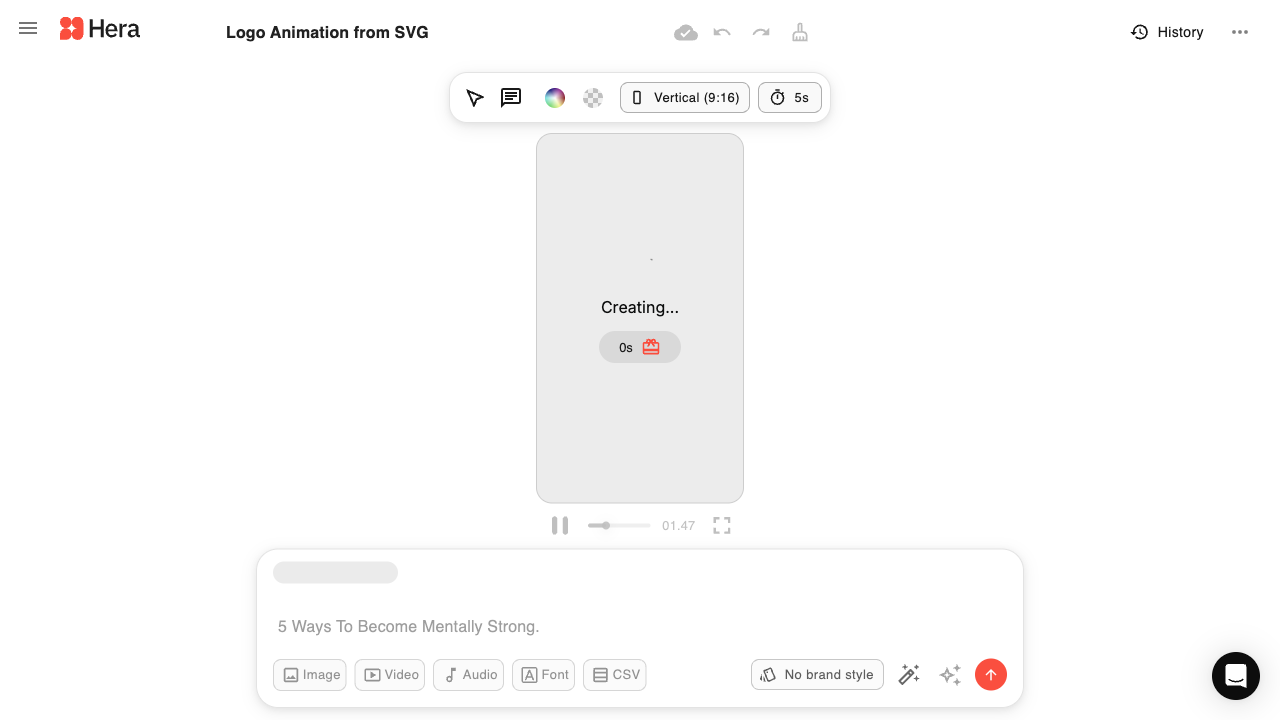 Hera
Logo Animation from SVG
History
Vertical (9:16)
5s
Creating...
0s
01.47
5 Ways To Become Mentally Strong.
Image
Video
Audio
Font
CSV
No brand style